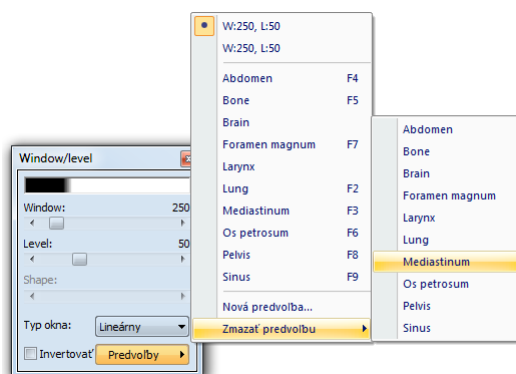 W:250, L:50
W:250, L:50
Abdomen F4
Bone F5
Brain
Foramen magnum F7
Larynx
Lung F2
Mediastinum F3
Os petrosum F6
Pelvis F8
Sinus F9
Nová predvoľba...
Zmazať predvoľbu
Abdomen
Bone
Brain
Foramen magnum
Larynx
Lung
Mediastinum
Os petrosum
Pelvis
Sinus
Window/level
Window: 250
Level: 50
Shape:
Typ okna: Lineárny
Invertovať Predvoľby